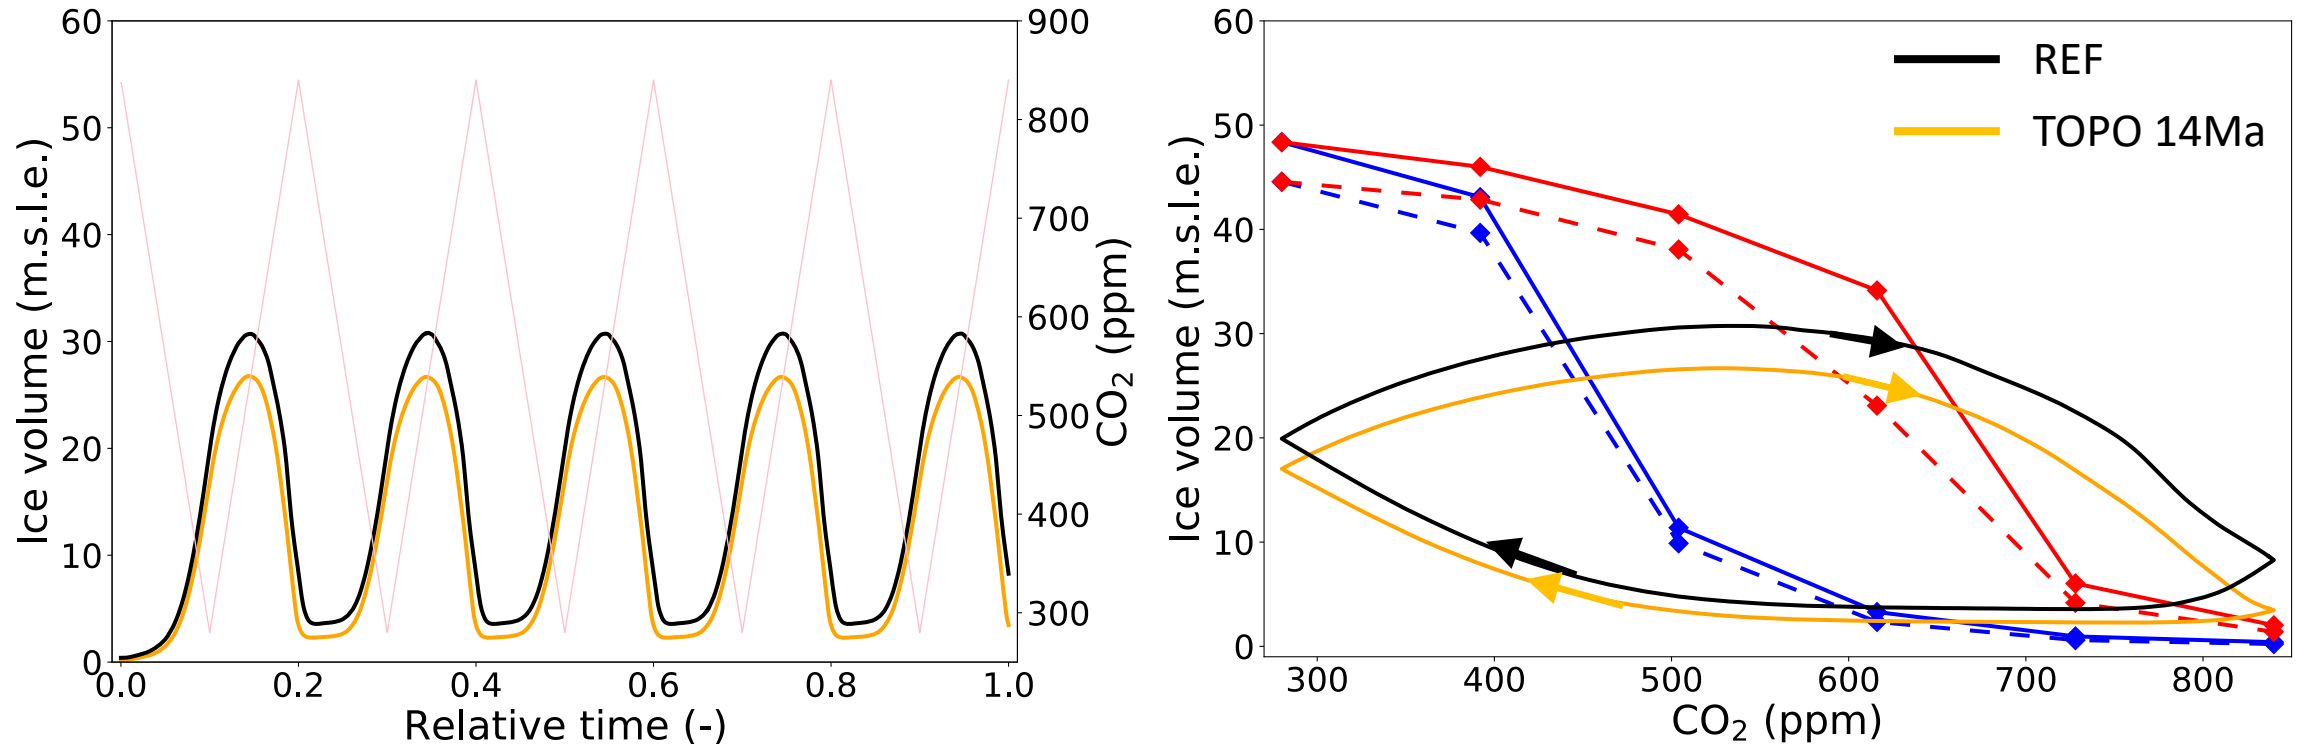 60
50
40
30
20
10
0
Ice volume (m.s.l.e.)
0.0 0.2 0.4 0.6 0.8 1.0
Relative time (-)
900
800
700
600
500
400
300
CO₂ (ppm)
60
50
40
30
20
10
0
Ice volume (m.s.l.e.)
300 400 500 600 700 800
CO₂ (ppm)
REF
TOPO 14Ma